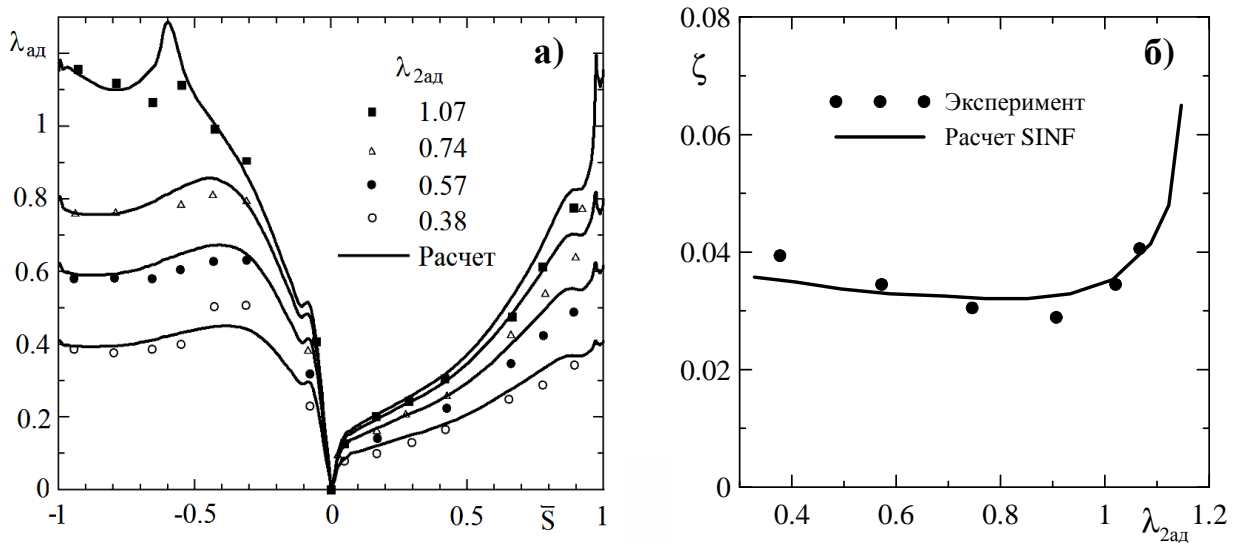 λад
а)
λ2ад
1.07
0.74
0.57
0.38
Расчет
1
0.8
0.6
0.4
0.2
0
-1
-0.5
0
S̅
0.5
1
ζ
б)
Эксперимент
Расчет SINF
0.08
0.06
0.04
0.02
0
0.4
0.6
0.8
1
λ2ад
1.2